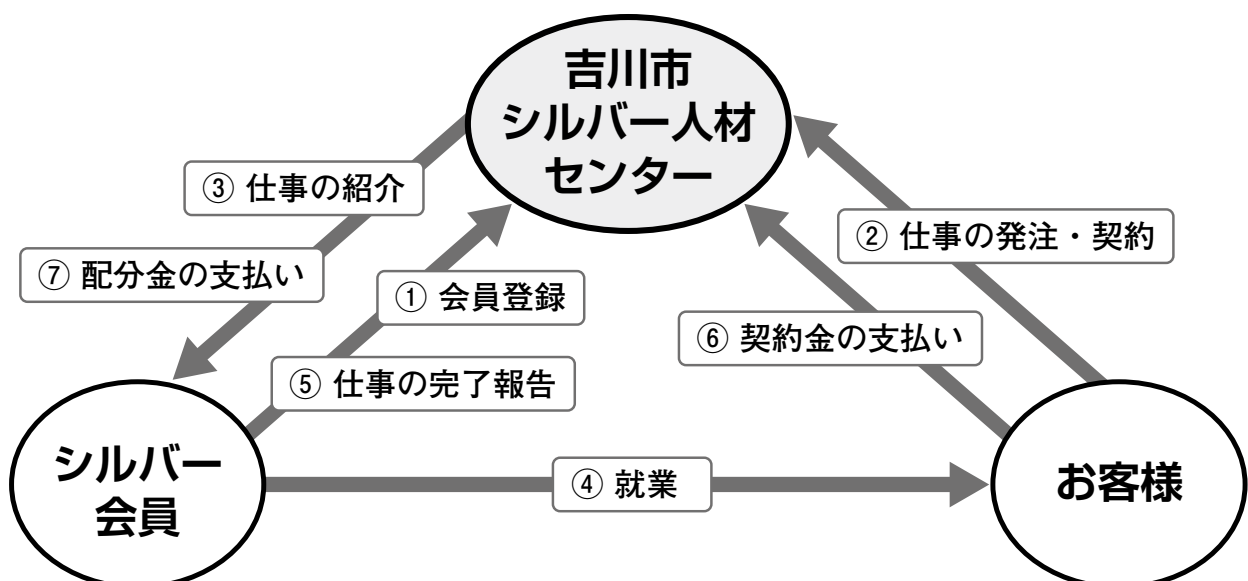 吉川市
シルバー人材
センター
③ 仕事の紹介
② 仕事の発注・契約
⑦ 配分金の支払い
① 会員登録
⑥ 契約金の支払い
⑤ 仕事の完了報告
シルバー
会員
④ 就業
お客様